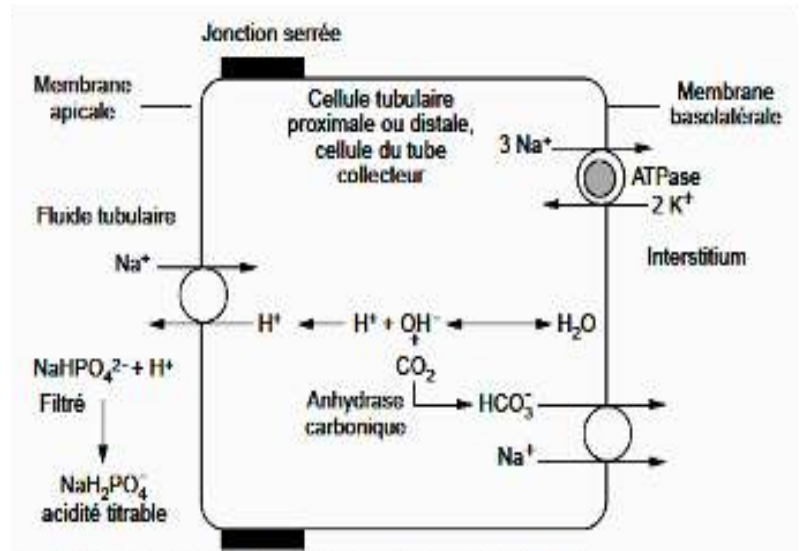 Jonction serrée
Membrane
apicale
Cellule tubulaire
proximale ou distale,
cellule du tube
collecteur
Membrane
basolatérale
3 Na⁺
ATPase
2 K⁺
Fluide tubulaire
Interstitium
Na⁺
H⁺
H⁺ + OH⁻
H₂O
NaHPO₄²⁻ + H⁺
+
CO₂
Filtré
Anhydrase
carbonique
HCO₃⁻
Na⁺
NaH₂PO₄⁻
acidité titrable